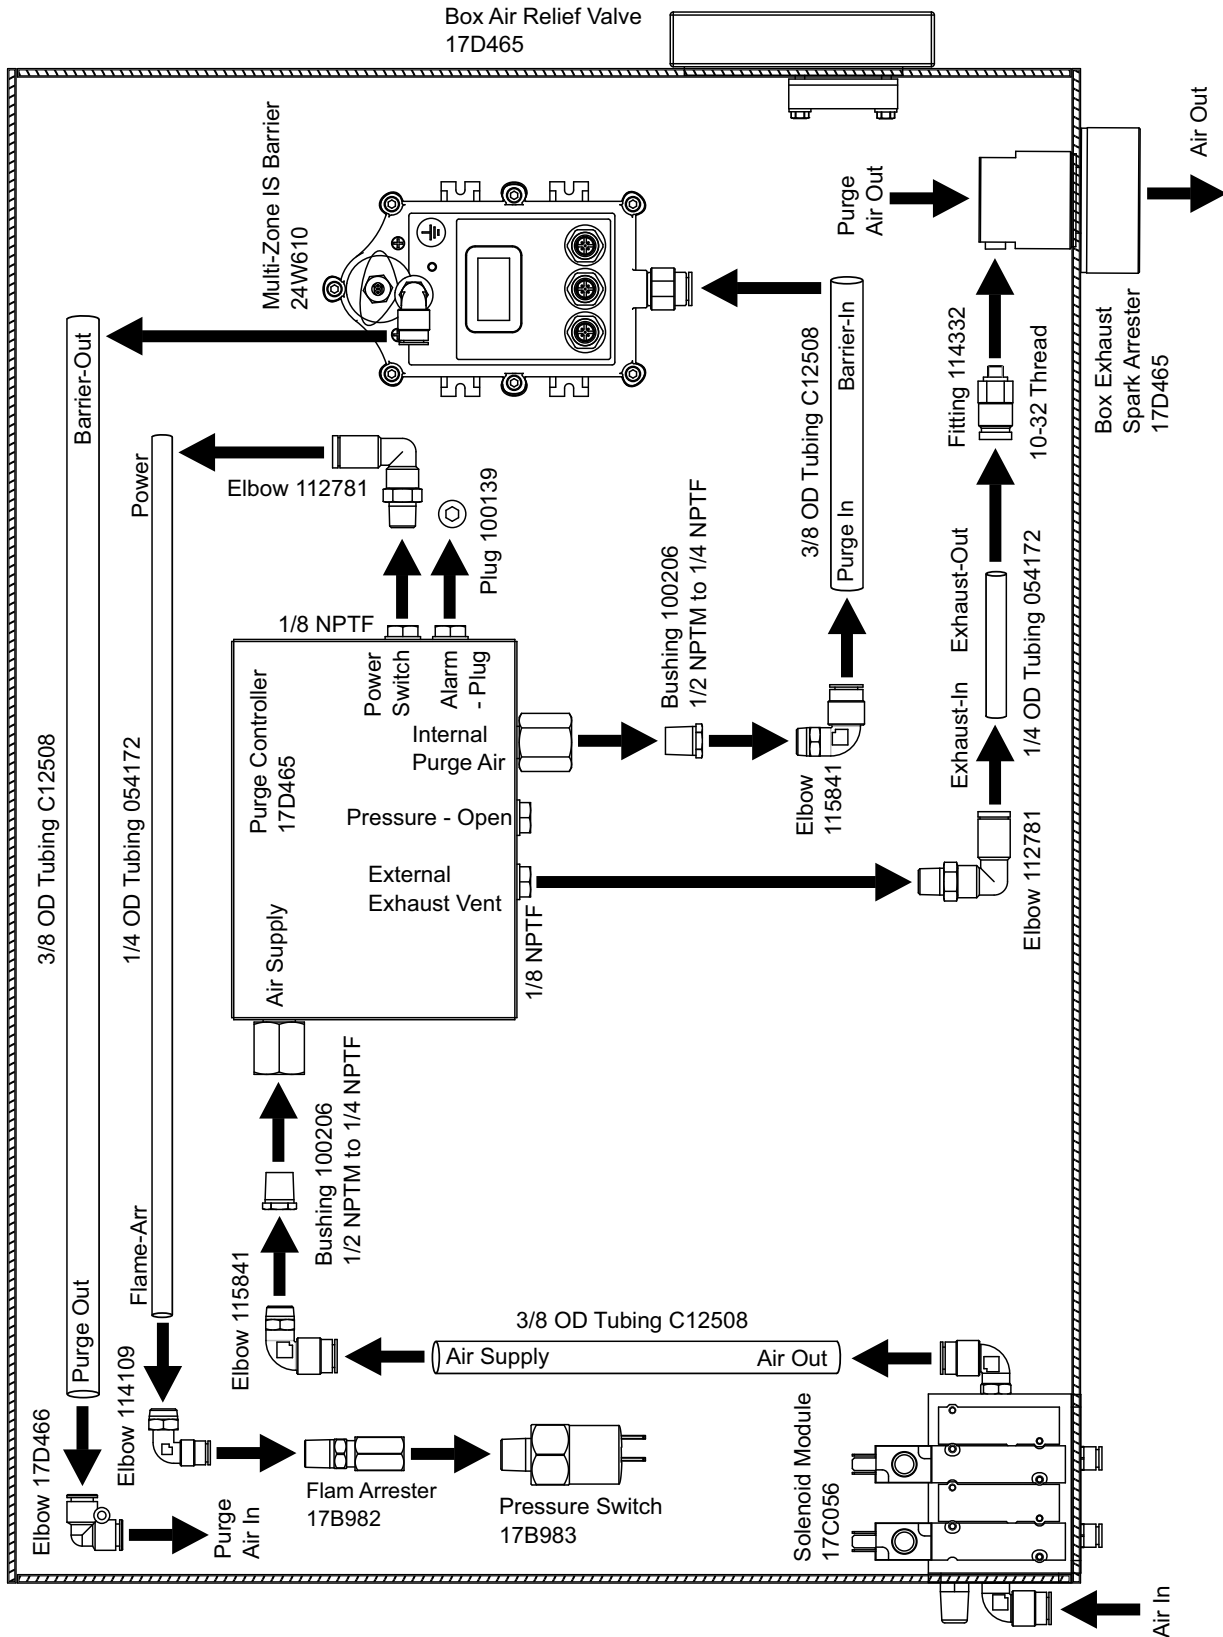 Box Air Relief Valve
17D465
Multi-Zone IS Barrier
24W610
Air Out
Purge
Air Out
Barrier-Out
3/8 OD Tubing C12508
Purge Out
Power
1/4 OD Tubing 054172
Flame-Arr
Elbow 112781
Plug 100139
1/8 NPTF
Purge Controller
17D465
Power
Switch
Alarm
- Plug
Internal
Purge Air
Pressure - Open
External
Exhaust Vent
Air Supply
1/8 NPTF
Bushing 100206
1/2 NPTM to 1/4 NPTF
Elbow
115841
3/8 OD Tubing C12508
Purge In
Barrier-In
Fitting 114332
10-32 Thread
Box Exhaust
Spark Arrester
17D465
Exhaust-In
Exhaust-Out
1/4 OD Tubing 054172
Elbow 112781
Bushing 100206
1/2 NPTM to 1/4 NPTF
Elbow 115841
3/8 OD Tubing C12508
Air Supply
Air Out
Elbow 17D466
Elbow 114109
Purge
Air In
Flam Arrester
17B982
Pressure Switch
17B983
Solenoid Module
17C056
Air In